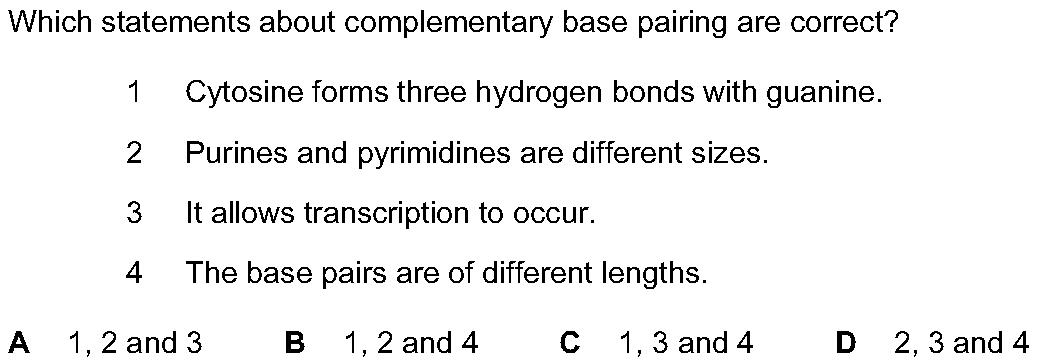 Which statements about complementary base pairing are correct?
1 Cytosine forms three hydrogen bonds with guanine.
2 Purines and pyrimidines are different sizes.
3 It allows transcription to occur.
4 The base pairs are of different lengths.
A 1, 2 and 3 B 1, 2 and 4 C 1, 3 and 4 D 2, 3 and 4